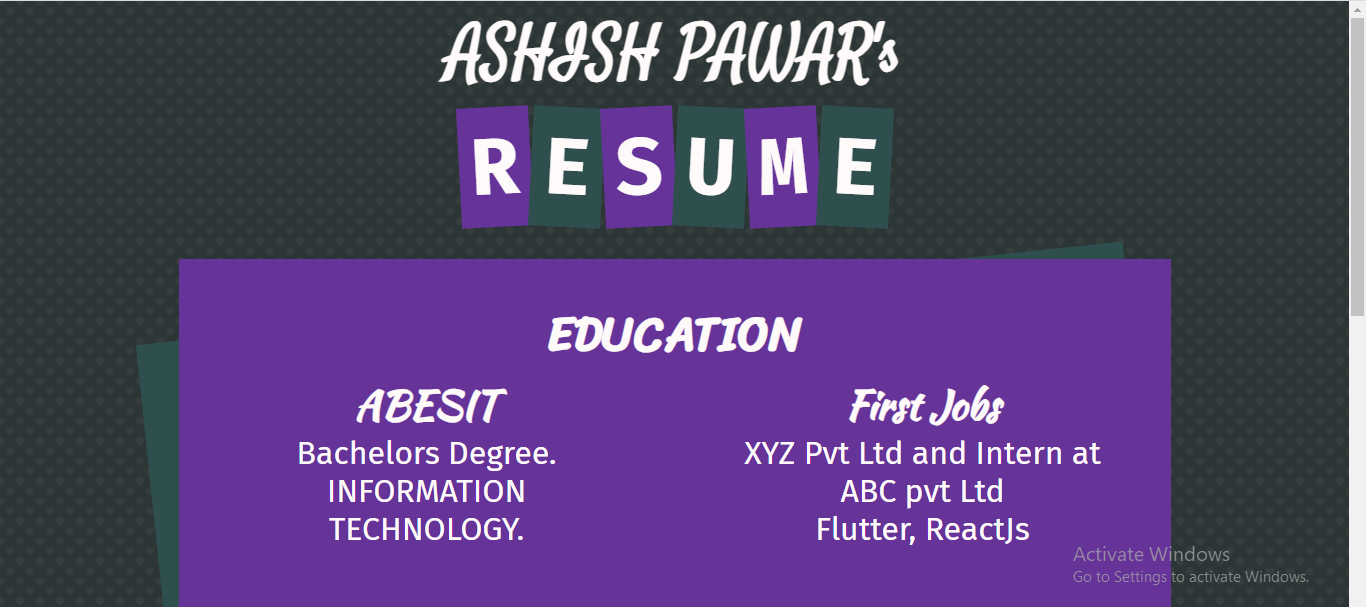 ASHISH PAWAR's
RESUME
EDUCATION
ABESIT
Bachelors Degree.
INFORMATION
TECHNOLOGY.
First Jobs
XYZ Pvt Ltd and Intern at
ABC pvt Ltd
Flutter, ReactJs
Activate Windows
Go to Settings to activate Windows.